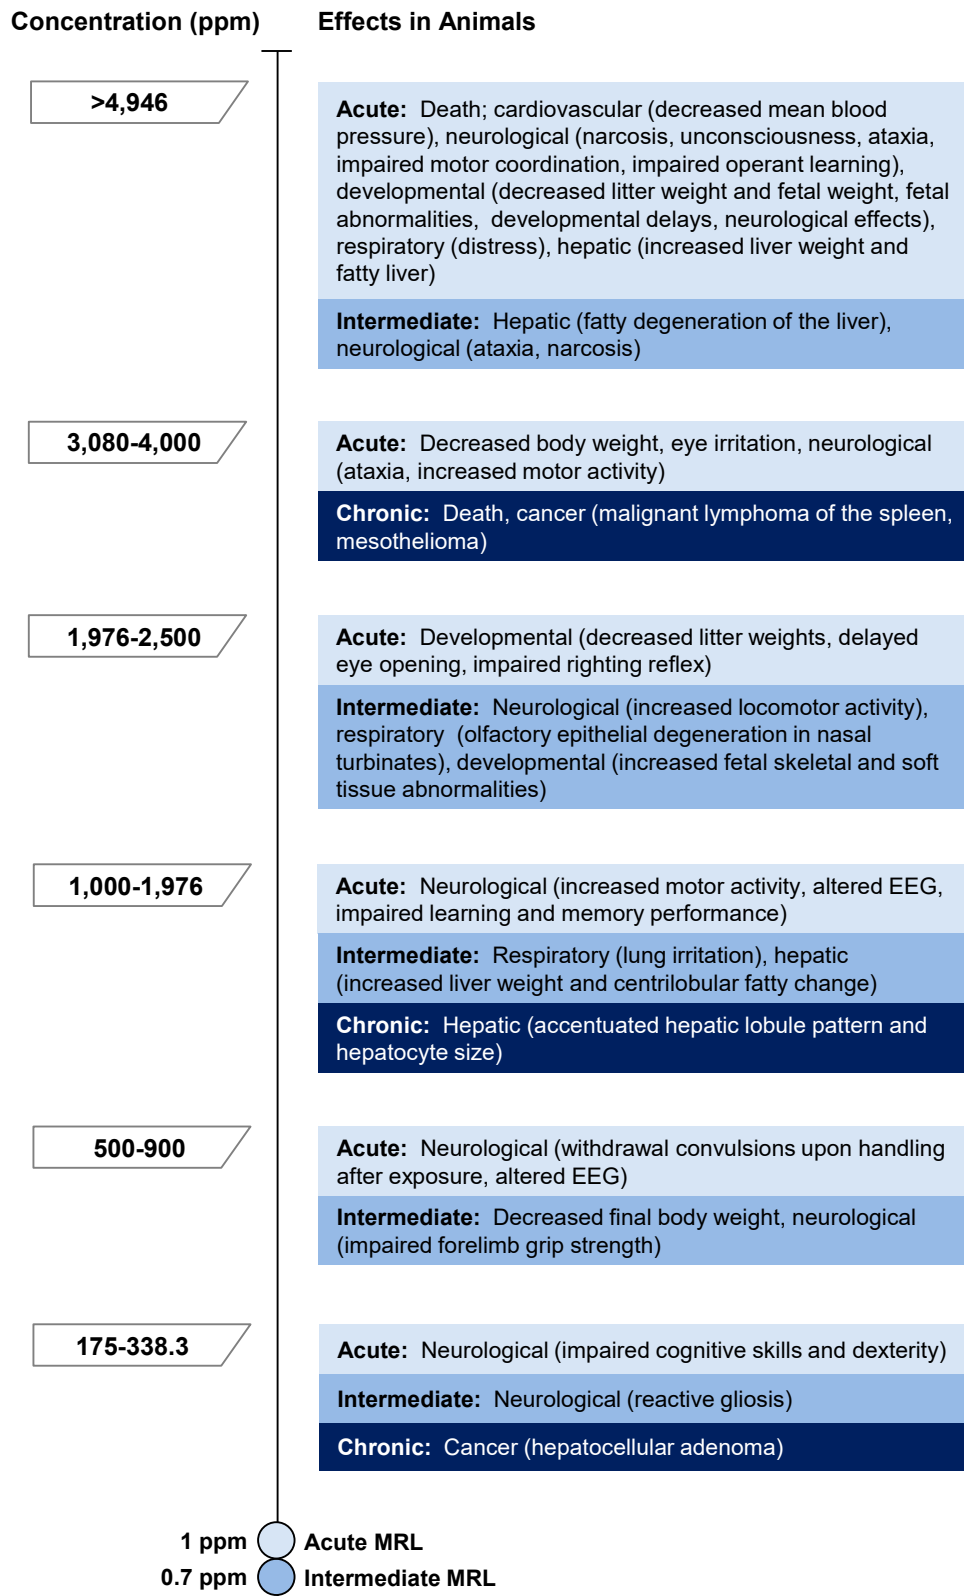 Concentration (ppm) Effects in Animals
>4,946
Acute: Death; cardiovascular (decreased mean blood
pressure), neurological (narcosis, unconsciousness, ataxia,
impaired motor coordination, impaired operant learning),
developmental (decreased litter weight and fetal weight, fetal
abnormalities, developmental delays, neurological effects),
respiratory (distress), hepatic (increased liver weight and
fatty liver)
Intermediate: Hepatic (fatty degeneration of the liver),
neurological (ataxia, narcosis)
3,080-4,000
Acute: Decreased body weight, eye irritation, neurological
(ataxia, increased motor activity)
Chronic: Death, cancer (malignant lymphoma of the spleen,
mesothelioma)
1,976-2,500
Acute: Developmental (decreased litter weights, delayed
eye opening, impaired righting reflex)
Intermediate: Neurological (increased locomotor activity),
respiratory (olfactory epithelial degeneration in nasal
turbinates), developmental (increased fetal skeletal and soft
tissue abnormalities)
1,000-1,976
Acute: Neurological (increased motor activity, altered EEG,
impaired learning and memory performance)
Intermediate: Respiratory (lung irritation), hepatic
(increased liver weight and centrilobular fatty change)
Chronic: Hepatic (accentuated hepatic lobule pattern and
hepatocyte size)
500-900
Acute: Neurological (withdrawal convulsions upon handling
after exposure, altered EEG)
Intermediate: Decreased final body weight, neurological
(impaired forelimb grip strength)
175-338.3
Acute: Neurological (impaired cognitive skills and dexterity)
Intermediate: Neurological (reactive gliosis)
Chronic: Cancer (hepatocellular adenoma)
1 ppm Acute MRL
0.7 ppm Intermediate MRL